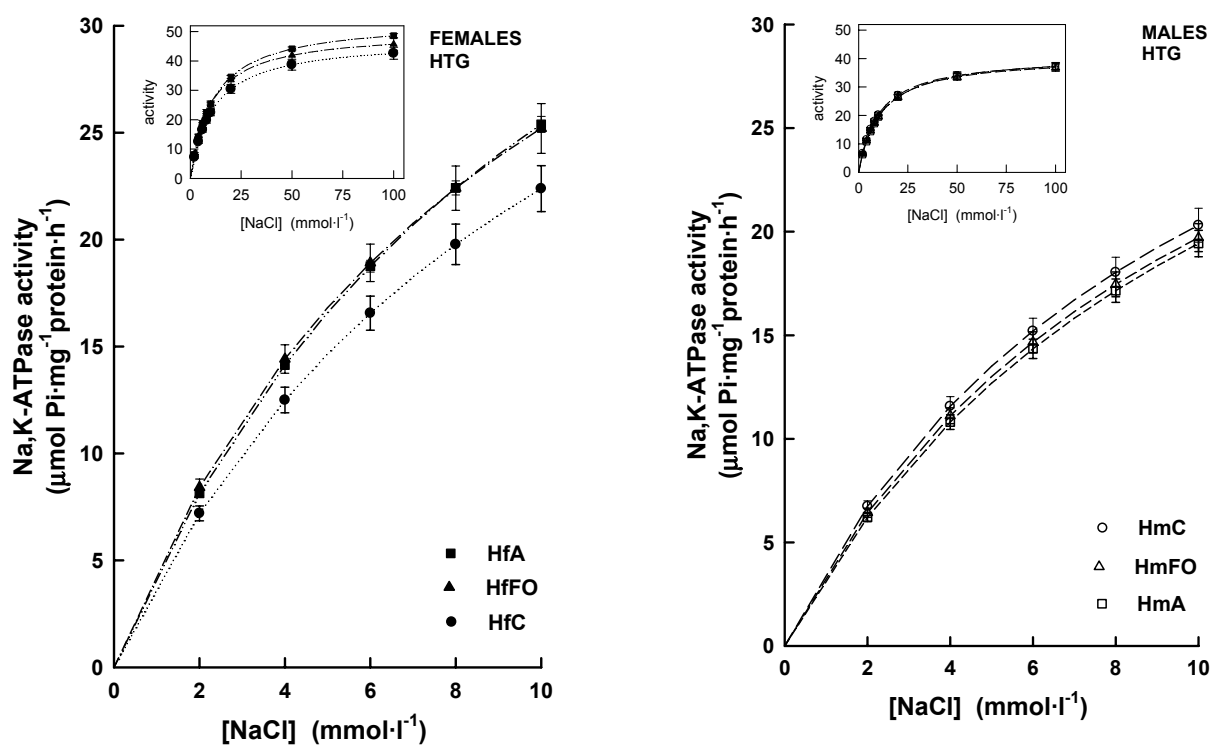 FEMALES
HTG
activity
50
40
30
20
10
0
0 25 50 75 100
[NaCl] (mmol·l⁻¹)
Na,K-ATPase activity
(μmol Pi·mg⁻¹protein·h⁻¹)
30
25
20
15
10
5
0
HfA
HfFO
HfC
0 2 4 6 8 10
[NaCl] (mmol·l⁻¹)
MALES
HTG
activity
50
40
30
20
10
0
0 25 50 75 100
[NaCl] (mmol·l⁻¹)
Na,K-ATPase activity
(μmol Pi·mg⁻¹protein·h⁻¹)
30
25
20
15
10
5
0
HmC
HmFO
HmA
0 2 4 6 8 10
[NaCl] (mmol·l⁻¹)